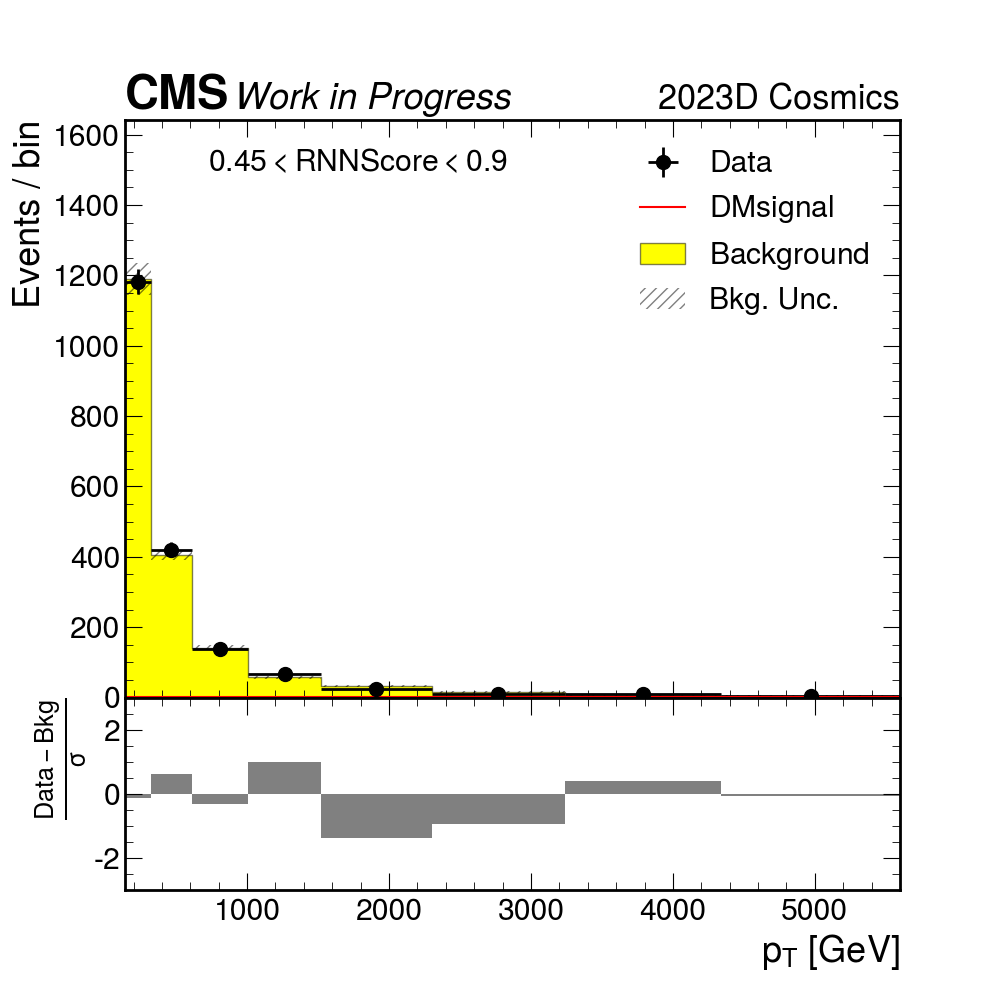 CMS Work in Progress 2023D Cosmics
Events / bin
0.45 < RNNScore < 0.9
Data
DMsignal
Background
Bkg. Unc.
1600
1400
1200
1000
800
600
400
200
0
Data – Bkg
σ
2
0
-2
1000 2000 3000 4000 5000
pT [GeV]